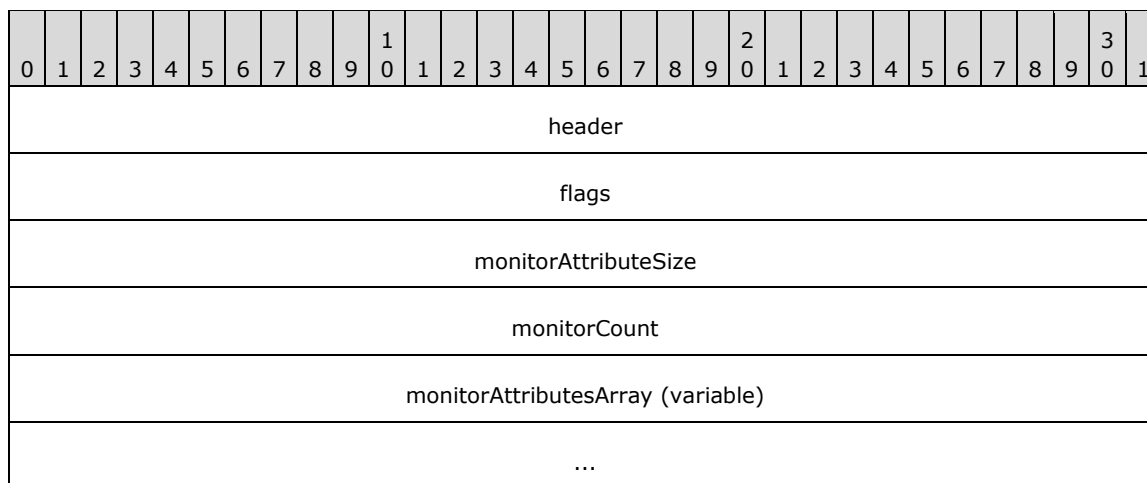 1 2 3
0 1 2 3 4 5 6 7 8 9 0 1 2 3 4 5 6 7 8 9 0 1 2 3 4 5 6 7 8 9 0 1
header
flags
monitorAttributeSize
monitorCount
monitorAttributesArray (variable)
...